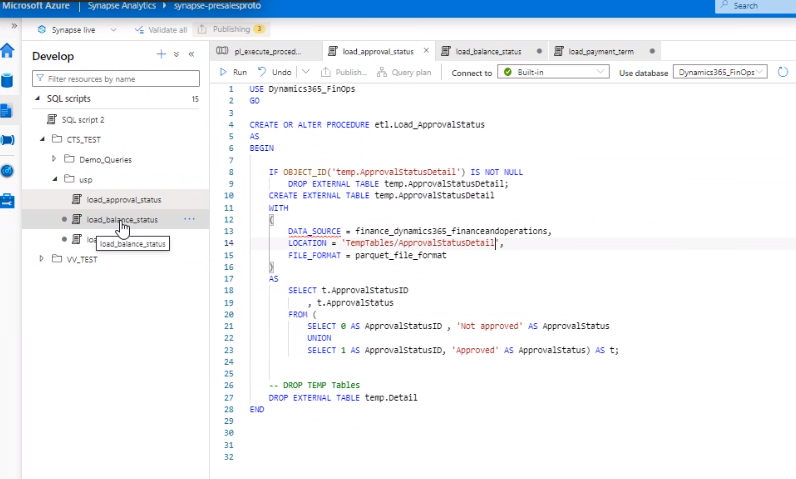 Microsoft Azure | Synapse Analytics > synapse-presalesproto
Search
Synapse live
Validate all
Publishing 3
Develop
Filter resources by name
SQL scripts 15
SQL script 2
CTS_TEST
Demo_Queries
usp
load_approval_status
load_balance_status
load_balance_status
VV_TEST
pl_execute_proced...
load_approval_status
load_balance_status
load_payment_term
Run Undo Publish... Query plan Connect to Built-in Use database Dynamics365_FinOps
1 USE Dynamics365_FinOps
2 GO
3
4 CREATE OR ALTER PROCEDURE etl.Load_ApprovalStatus
5 AS
6 BEGIN
7
8 IF OBJECT_ID('temp.ApprovalStatusDetail') IS NOT NULL
9 DROP EXTERNAL TABLE temp.ApprovalStatusDetail;
10 CREATE EXTERNAL TABLE temp.ApprovalStatusDetail
11 WITH
12 (
13 DATA_SOURCE = finance_dynamics365_financeandoperations,
14 LOCATION = 'TempTables/ApprovalStatusDetail',
15 FILE_FORMAT = parquet_file_format
16 )
17 AS
18 SELECT t.ApprovalStatusID
19 , t.ApprovalStatus
20 FROM (
21 SELECT 0 AS ApprovalStatusID , 'Not approved' AS ApprovalStatus
22 UNION
23 SELECT 1 AS ApprovalStatusID, 'Approved' AS ApprovalStatus) AS t;
24
25
26 -- DROP TEMP Tables
27 DROP EXTERNAL TABLE temp.Detail
28 END
29
30
31
32